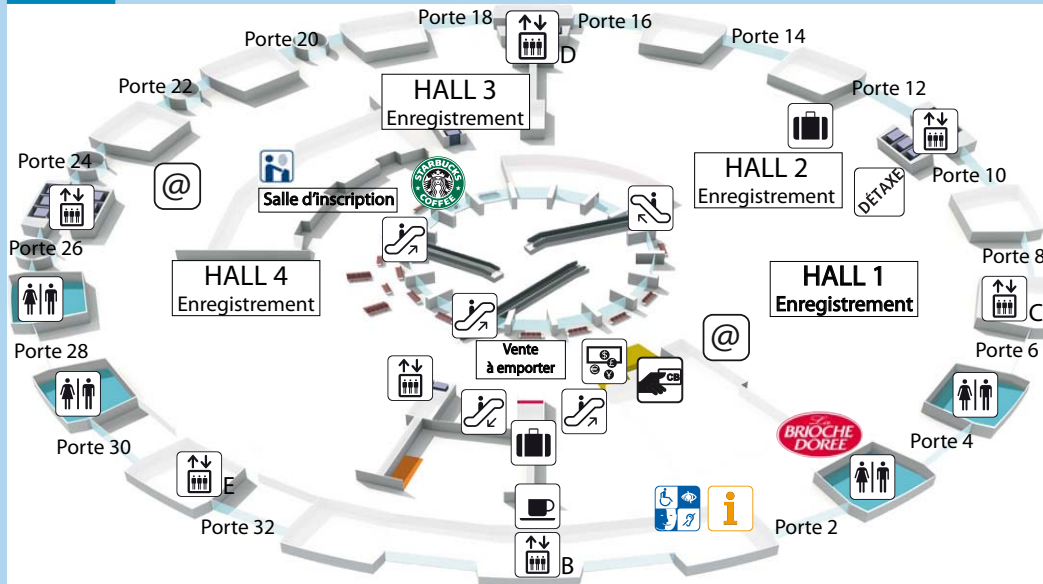 Porte 18
Porte 16
Porte 20
Porte 14
D
Porte 22
HALL 3
Enregistrement
Porte 12
Porte 24
@
STARBUCKS
COFFEE
HALL 2
Enregistrement
Porte 10
Salle d'inscription
DÉTAXE
Porte 26
HALL 4
Enregistrement
HALL 1
Enregistrement
Porte 8
C
Porte 28
Vente
à emporter
$
£
€
¥
CB
@
Porte 6
Porte 30
La
BRIOCHE
DORÉE
Porte 4
E
Porte 32
i
Porte 2
B